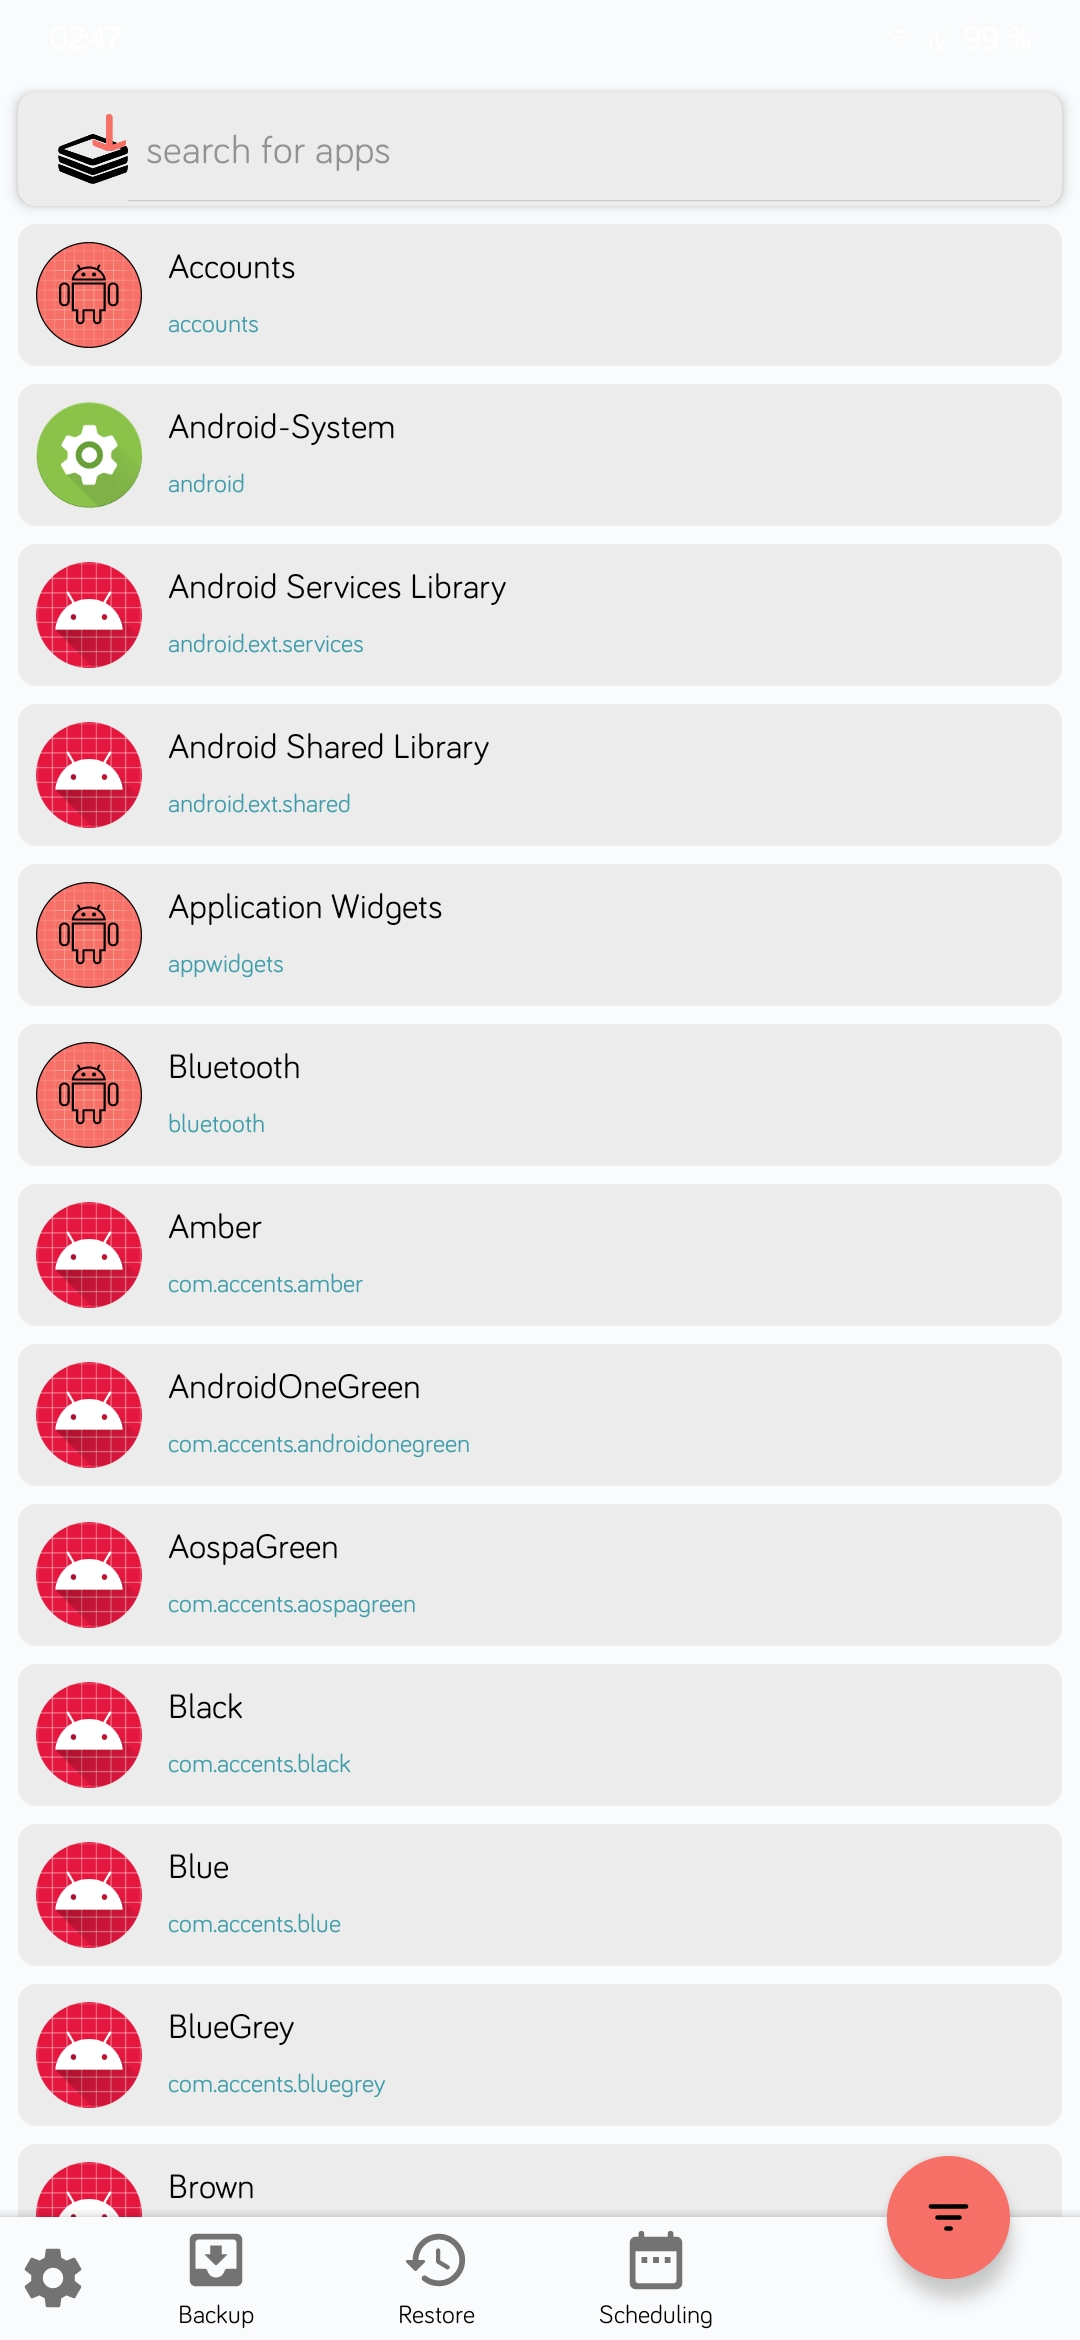 02:47
99 %
search for apps
Accounts
accounts
Android-System
android
Android Services Library
android.ext.services
Android Shared Library
android.ext.shared
Application Widgets
appwidgets
Bluetooth
bluetooth
Amber
com.accents.amber
AndroidOneGreen
com.accents.androidonegreen
AospaGreen
com.accents.aospagreen
Black
com.accents.black
Blue
com.accents.blue
BlueGrey
com.accents.bluegrey
Brown
Backup
Restore
Scheduling